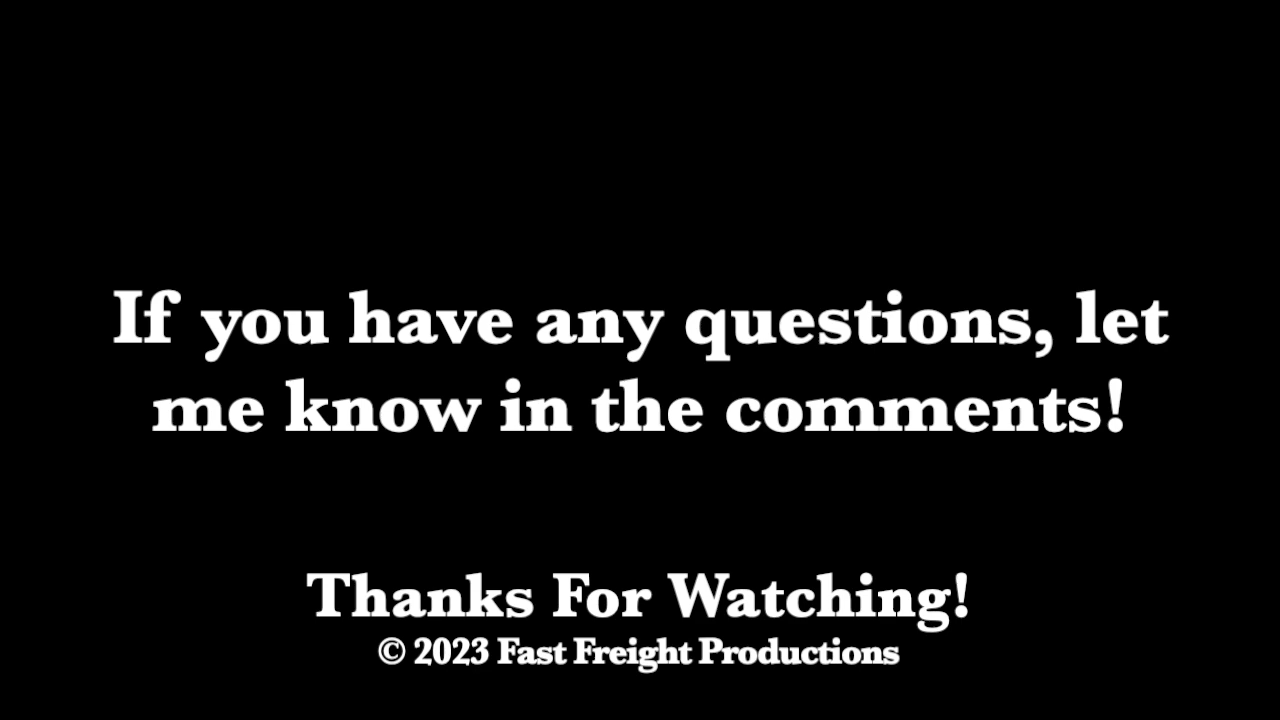 If you have any questions, let
me know in the comments!
Thanks For Watching!
© 2023 Fast Freight Productions